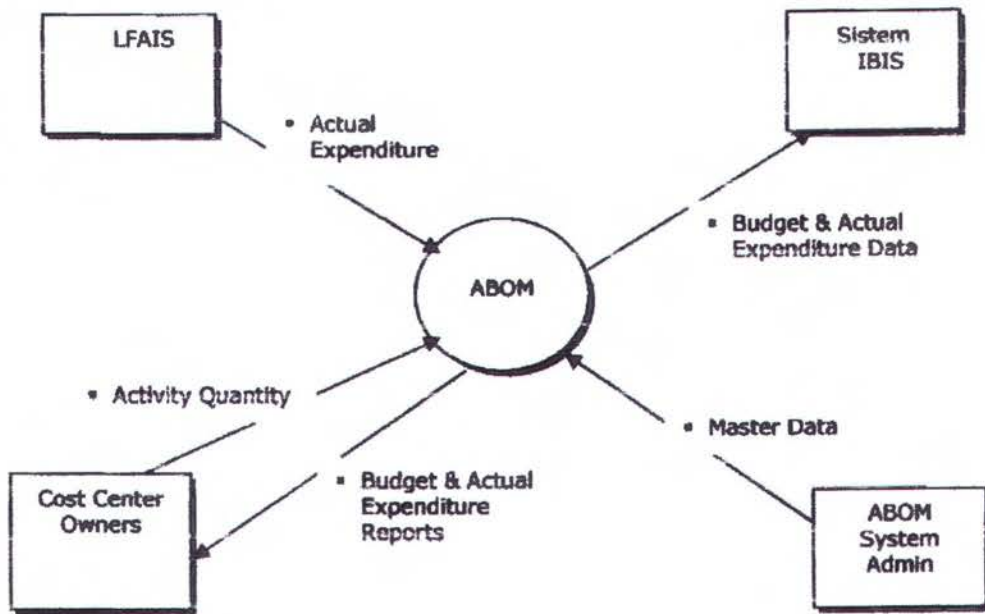 LFAIS
Sistem
IBIS
▪ Actual
Expenditure
▪ Budget & Actual
Expenditure Data
ABOM
▪ Activity Quantity
▪ Master Data
▪ Budget & Actual
Expenditure
Reports
Cost Center
Owners
ABOM
System
Admin